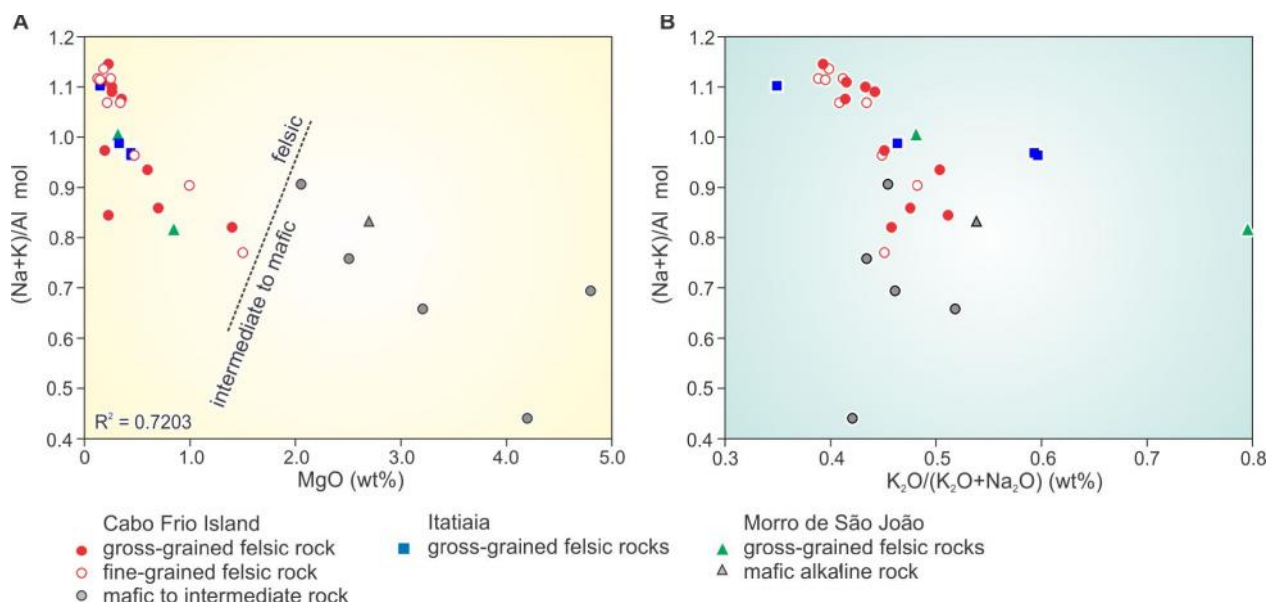 A
B
1.2
1.1
1.0
0.9
0.8
0.7
0.6
0.5
0.4
(Na+K)/Al mol
felsic
intermediate to mafic
R² = 0.7203
0 1.0 2.0 3.0 4.0 5.0
MgO (wt%)
1.2
1.1
1.0
0.9
0.8
0.7
0.6
0.5
0.4
(Na+K)/Al mol
0.3 0.4 0.5 0.6 0.7 0.8
K₂O/(K₂O+Na₂O) (wt%)
Cabo Frio Island
gross-grained felsic rock
fine-grained felsic rock
mafic to intermediate rock
Itatiaia
gross-grained felsic rocks
Morro de São João
gross-grained felsic rocks
mafic alkaline rock